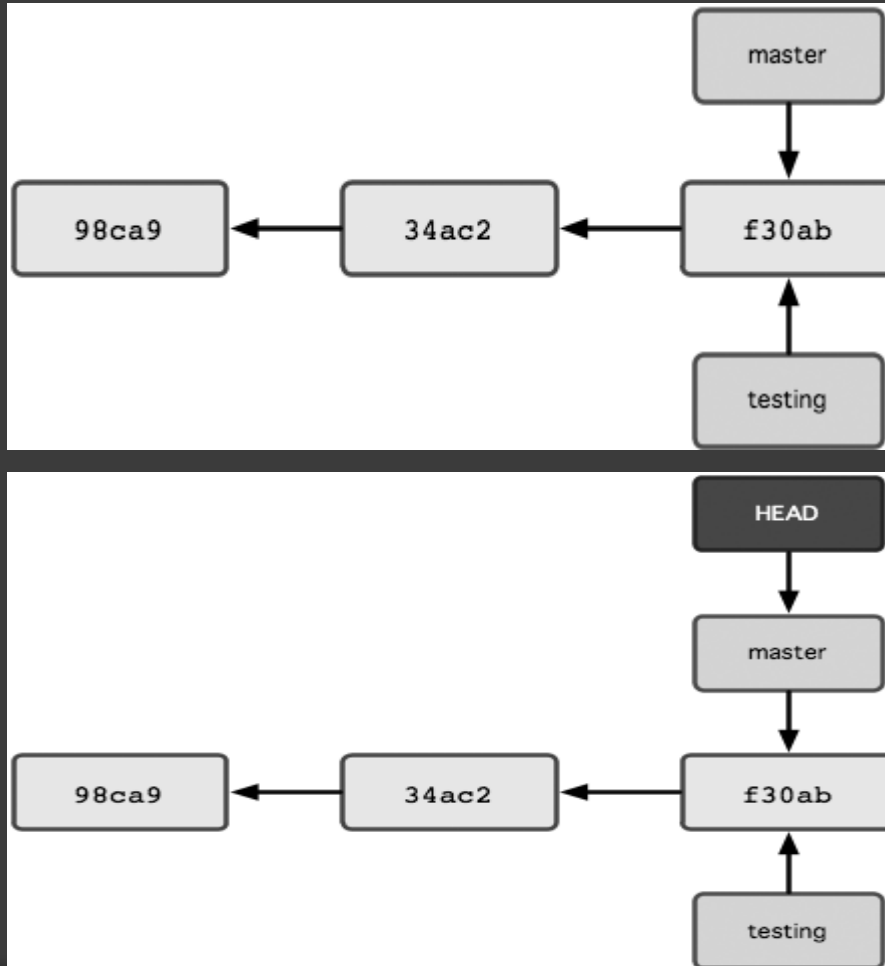 master
98ca9
34ac2
f30ab
testing
HEAD
master
98ca9
34ac2
f30ab
testing